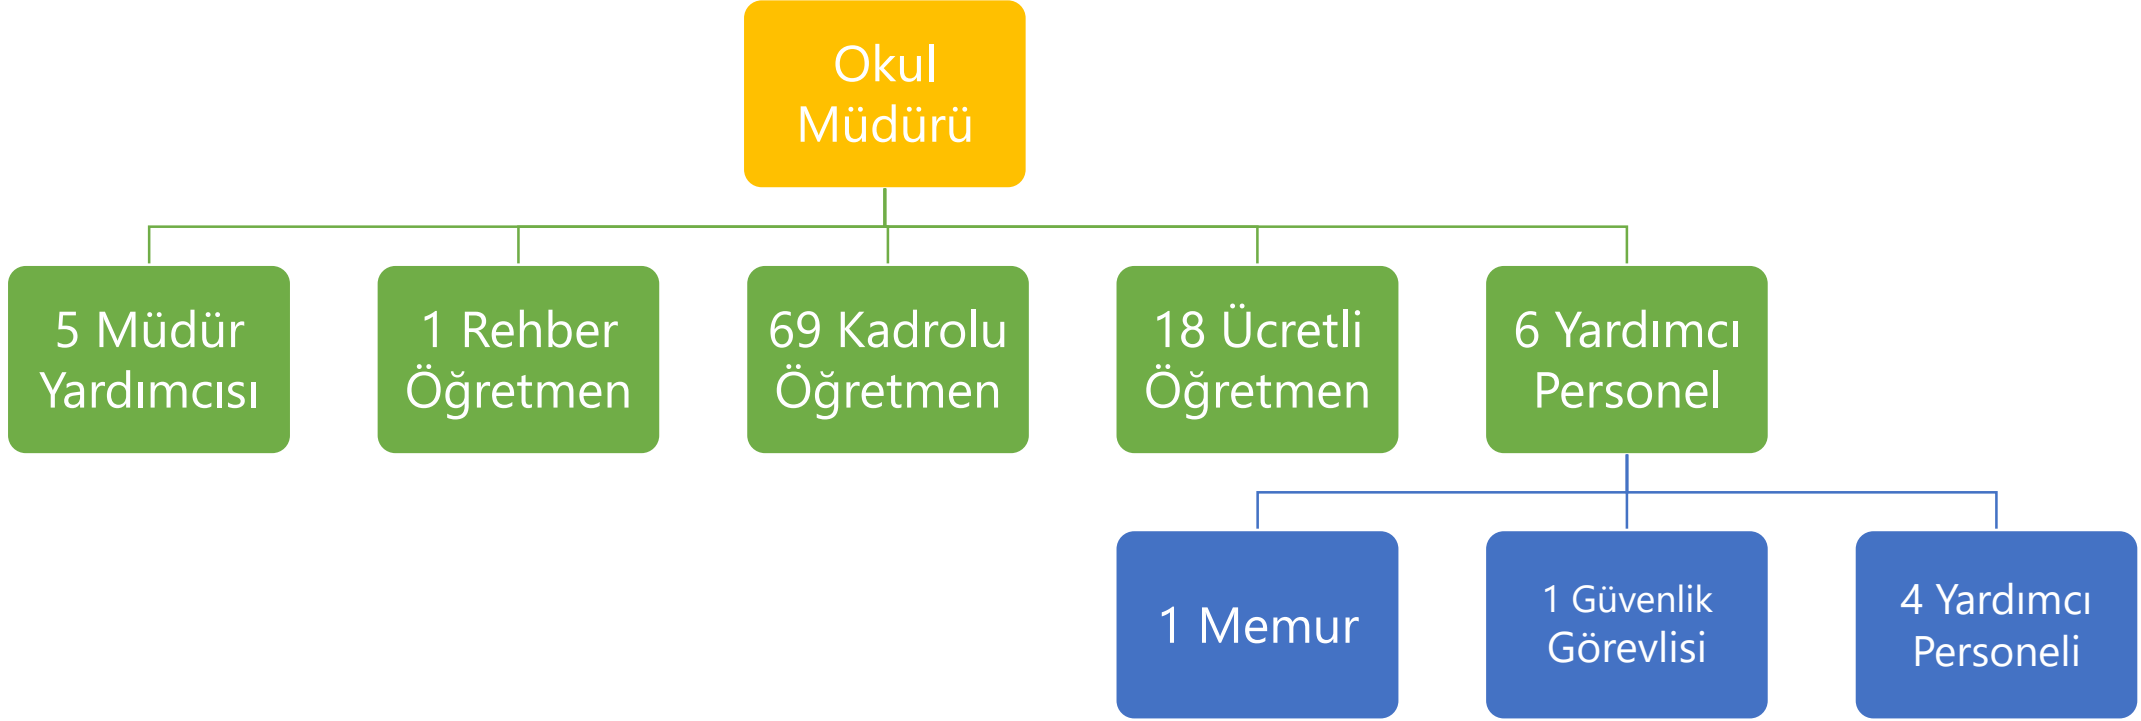 Okul
Müdürü
5 Müdür
Yardımcısı
1 Rehber
Öğretmen
69 Kadrolu
Öğretmen
18 Ücretli
Öğretmen
6 Yardımcı
Personel
1 Memur
1 Güvenlik
Görevlisi
4 Yardımcı
Personeli